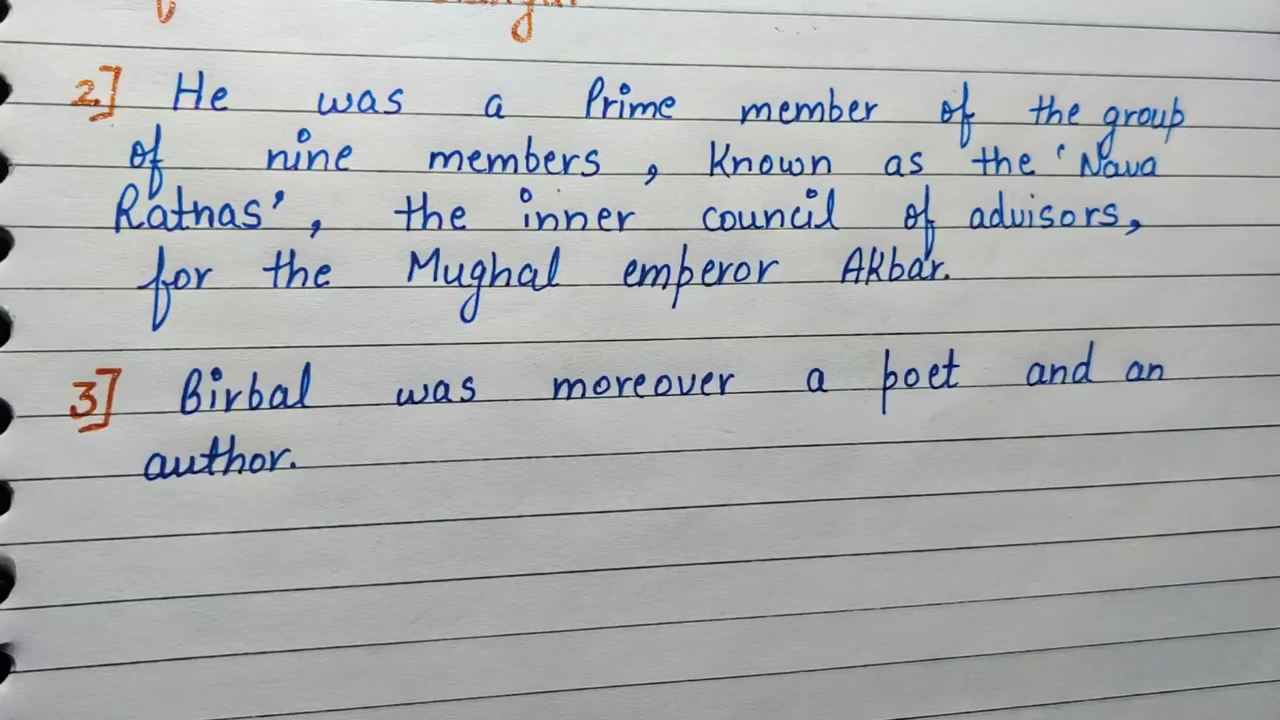 2] He was a Prime member of the group
of nine members, Known as the 'Nava
Ratnas', the inner council of advisors,
for the Mughal emperor Akbar.
3] Birbal was moreover a poet and an
author.